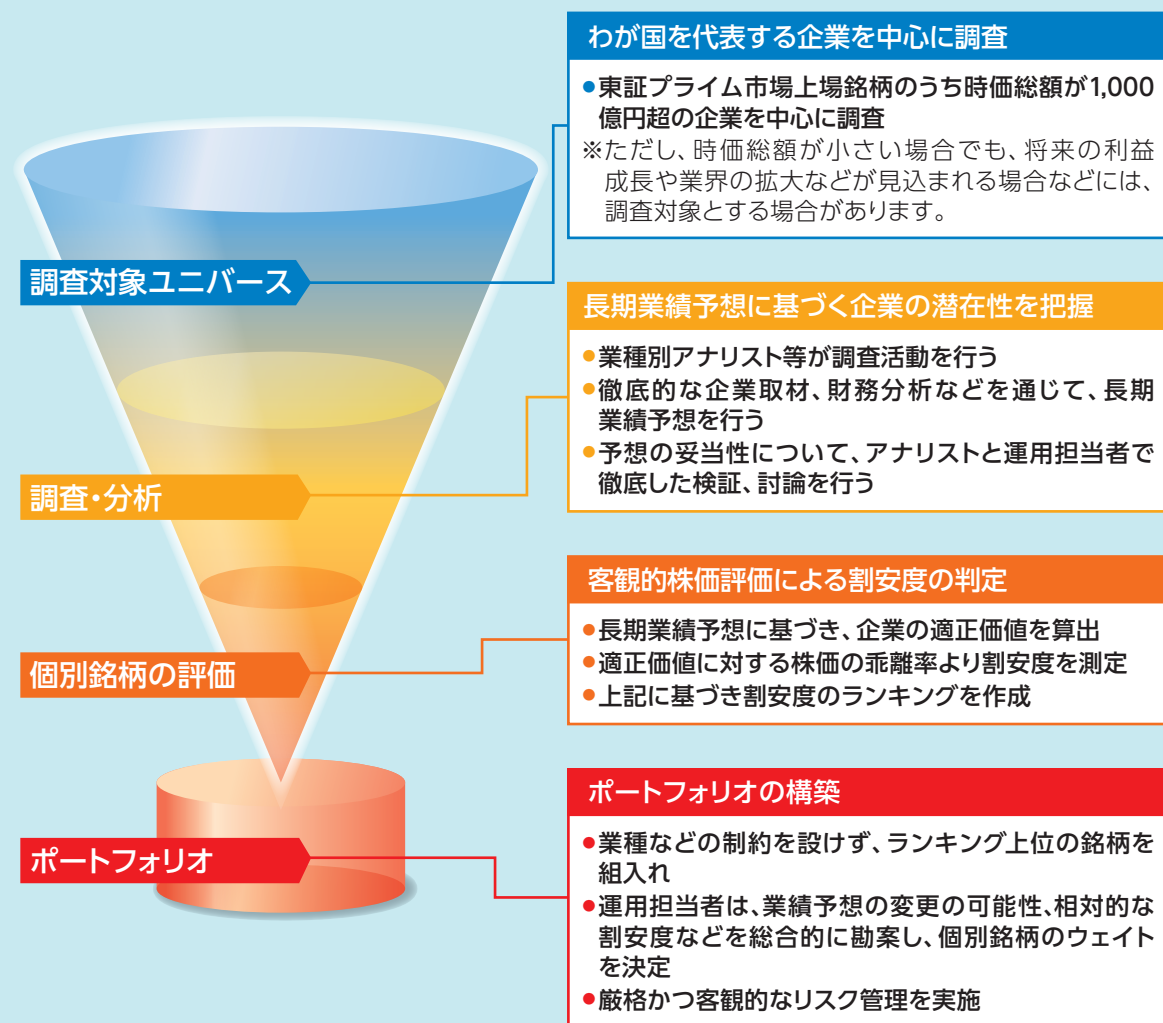 わが国を代表する企業を中心に調査
●東証プライム市場上場銘柄のうち時価総額が1,000
億円超の企業を中心に調査
※ただし、時価総額が小さい場合でも、将来の利益
成長や業界の拡大などが見込まれる場合などには、
調査対象とする場合があります。
調査対象ユニバース
長期業績予想に基づく企業の潜在性を把握
●業種別アナリスト等が調査活動を行う
●徹底的な企業取材、財務分析などを通じて、長期
業績予想を行う
●予想の妥当性について、アナリストと運用担当者で
徹底した検証、討論を行う
調査・分析
客観的株価評価による割安度の判定
●長期業績予想に基づき、企業の適正価値を算出
●適正価値に対する株価の乖離率より割安度を測定
●上記に基づき割安度のランキングを作成
個別銘柄の評価
ポートフォリオの構築
●業種などの制約を設けず、ランキング上位の銘柄を
組入れ
●運用担当者は、業績予想の変更の可能性、相対的な
割安度などを総合的に勘案し、個別銘柄のウェイト
を決定
●厳格かつ客観的なリスク管理を実施
ポートフォリオ